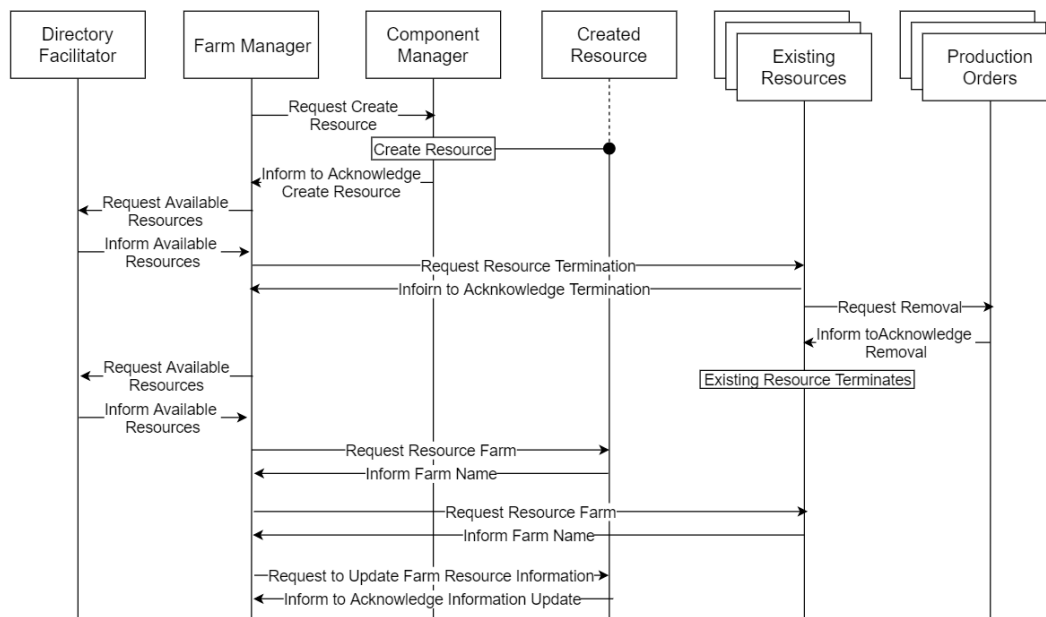 Directory
Facilitator
Farm Manager
Component
Manager
Created
Resource
Existing
Resources
Production
Orders
Request Create
Resource
Create Resource
Inform to Acknowledge
Create Resource
Request Available
Resources
Inform Available
Resources
Request Resource Termination
Infoirn to Acknkowledge Termination
Request Removal
Inform toAcknowledge
Removal
Request Available
Resources
Existing Resource Terminates
Inform Available
Resources
Request Resource Farm
Inform Farm Name
Request Resource Farm
Inform Farm Name
Request to Update Farm Resource Information
Inform to Acknowledge Information Update